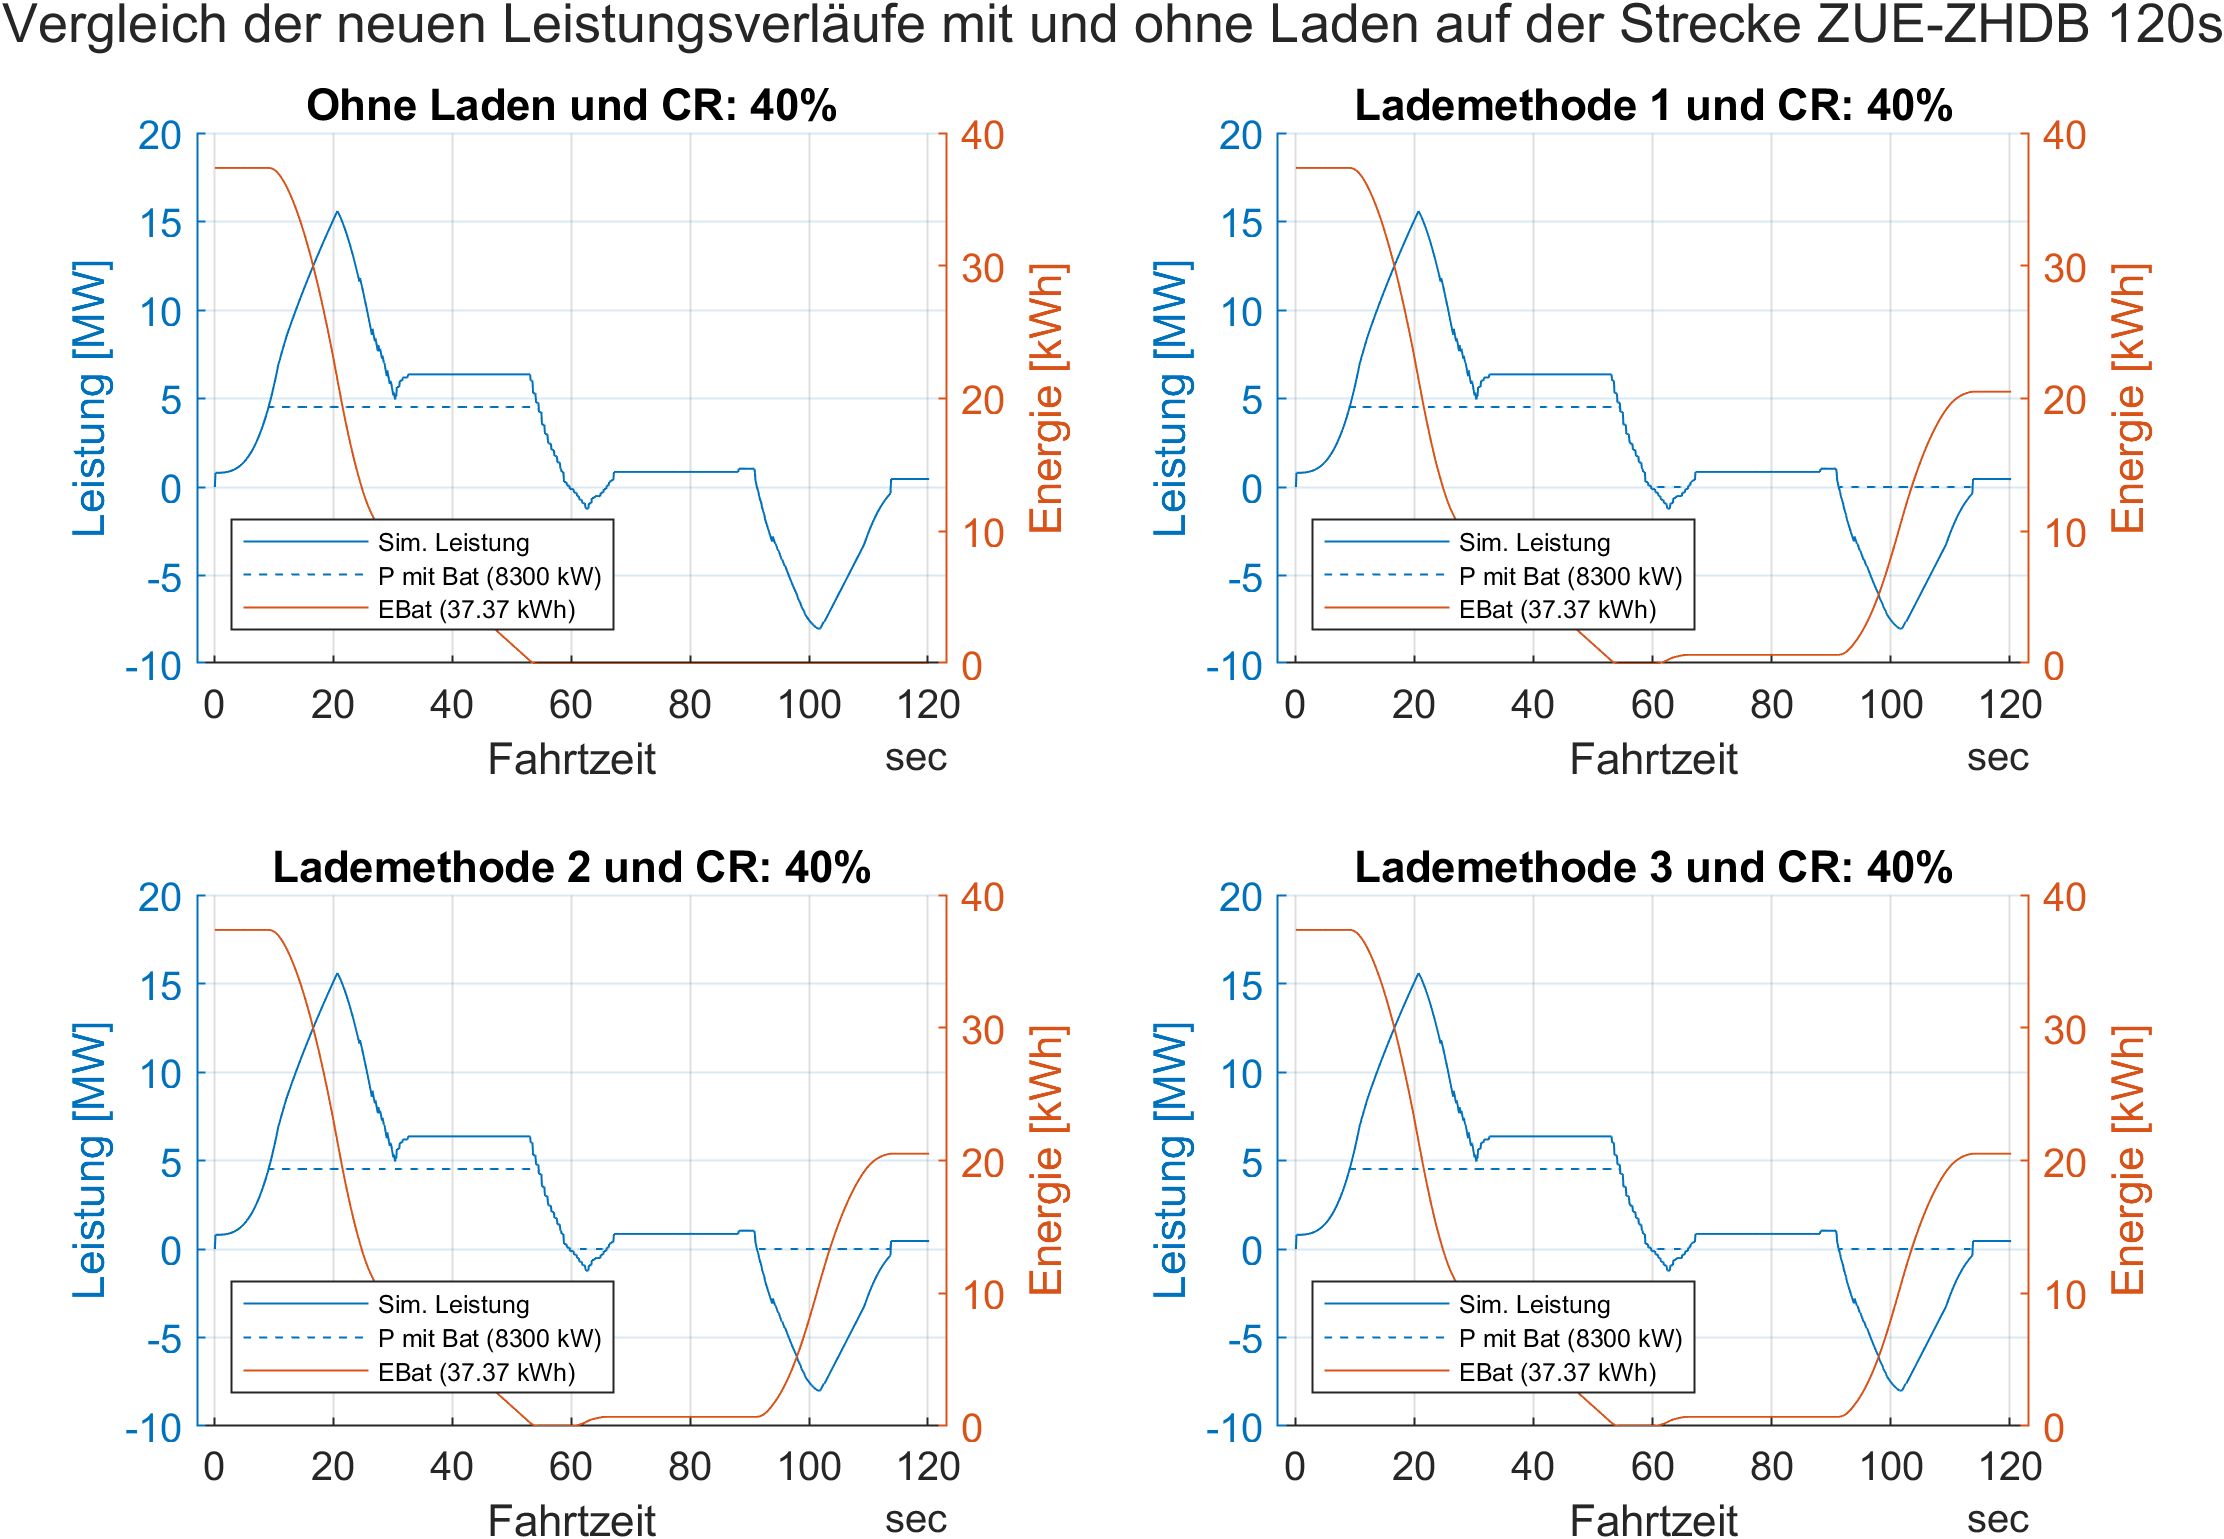 Vergleich der neuen Leistungsverläufe mit und ohne Laden auf der Strecke ZUE-ZHDB 120s
Ohne Laden und CR: 40%
20
15
10
5
0
-5
-10
Leistung [MW]
40
30
20
10
0
Energie [kWh]
Sim. Leistung
P mit Bat (8300 kW)
EBat (37.37 kWh)
0 20 40 60 80 100 120
Fahrtzeit
sec
Lademethode 1 und CR: 40%
20
15
10
5
0
-5
-10
Leistung [MW]
40
30
20
10
0
Energie [kWh]
Sim. Leistung
P mit Bat (8300 kW)
EBat (37.37 kWh)
0 20 40 60 80 100 120
Fahrtzeit
sec
Lademethode 2 und CR: 40%
20
15
10
5
0
-5
-10
Leistung [MW]
40
30
20
10
0
Energie [kWh]
Sim. Leistung
P mit Bat (8300 kW)
EBat (37.37 kWh)
0 20 40 60 80 100 120
Fahrtzeit
sec
Lademethode 3 und CR: 40%
20
15
10
5
0
-5
-10
Leistung [MW]
40
30
20
10
0
Energie [kWh]
Sim. Leistung
P mit Bat (8300 kW)
EBat (37.37 kWh)
0 20 40 60 80 100 120
Fahrtzeit
sec